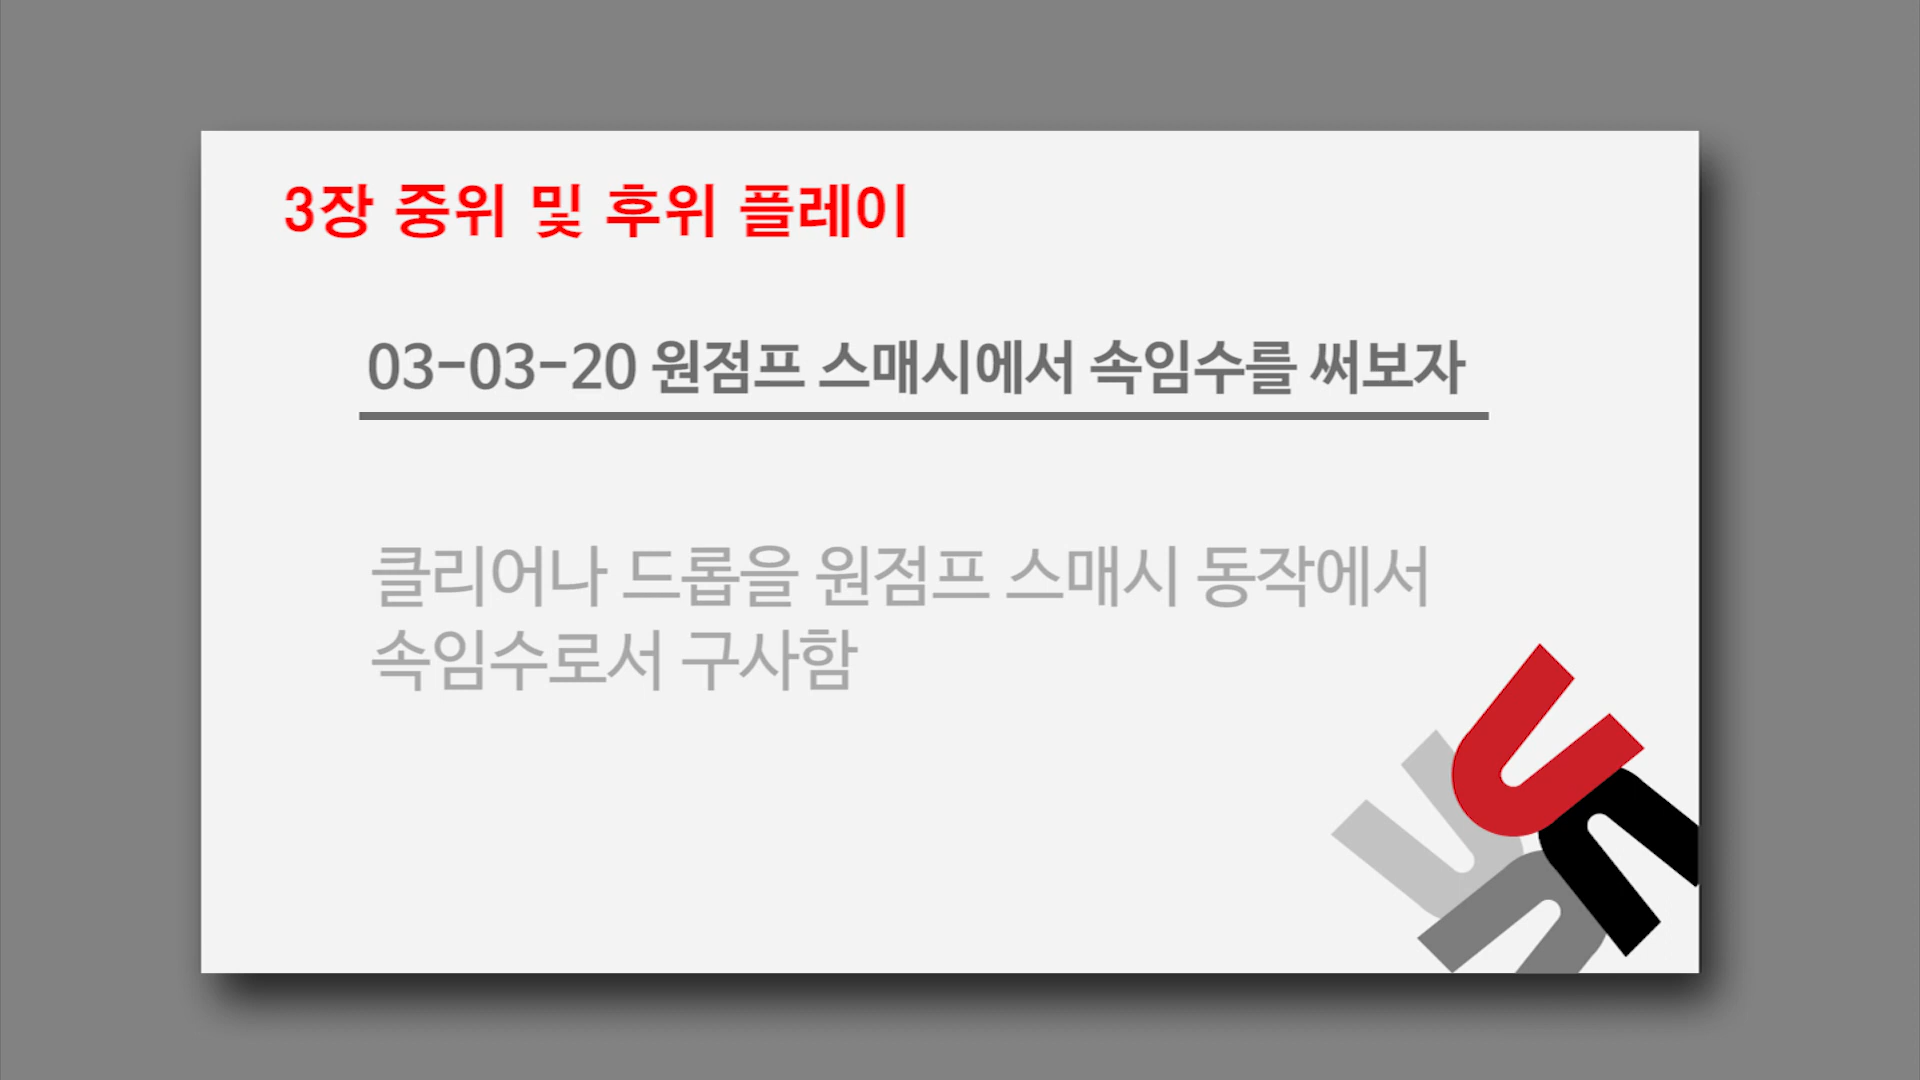 3장 중위 및 후위 플레이
03-03-20 원점프 스매시에서 속임수를 써보자
클리어나 드롭을 원점프 스매시 동작에서
속임수로서 구사함